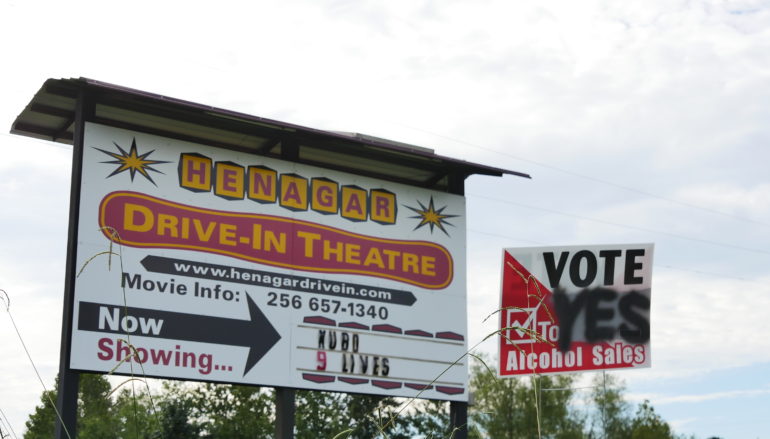 HENAGAR
DRIVE-IN THEATRE
www.henagardrivein.com
Movie Info: 256 657-1340
Now
Showing...
KUBO
9 LIVES
VOTE
To YES
Alcohol Sales